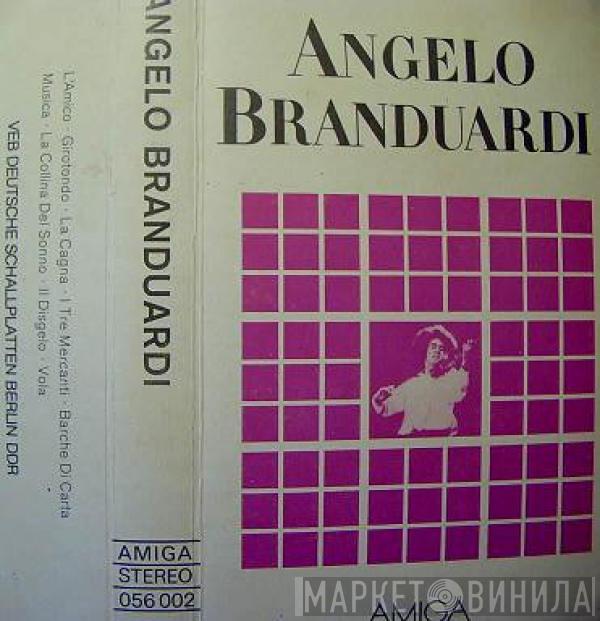 ANGELO
BRANDUARDI
AMIGA
ANGELO BRANDUARDI
AMIGA
STEREO
056 002
L'Amico · Girotondo · La Cagna · I Tre Mercanti · Barche Di Carta
Musica · La Collina Del Sonno · Il Disgelo · Vola
VEB DEUTSCHE SCHALLPLATTEN BERLIN DDR
МАРКЕТ ВИНИЛА